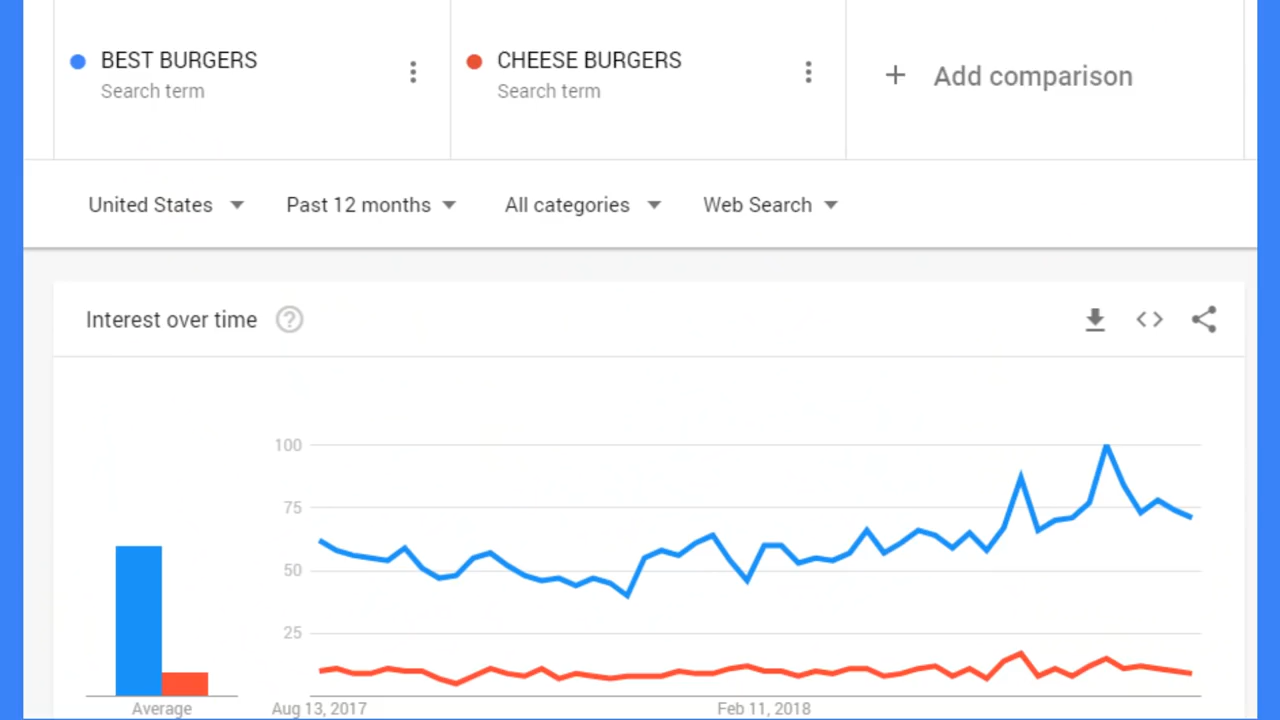 BEST BURGERS
Search term
CHEESE BURGERS
Search term
+ Add comparison
United States
Past 12 months
All categories
Web Search
Interest over time ?
100
75
50
25
Average
Aug 13, 2017
Feb 11, 2018